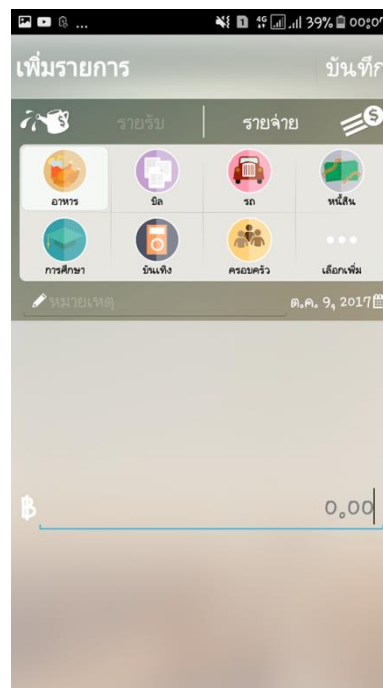 ... 4G 1 39% 00:07
เพิ่มรายการ บันทึก
รายรับ รายจ่าย
อาหาร บิล รถ หนี้สิน
การศึกษา บันเทิง ครอบครัว เลือกเพิ่ม
หมายเหตุ ต.ค. 9, 2017
฿ 0.00